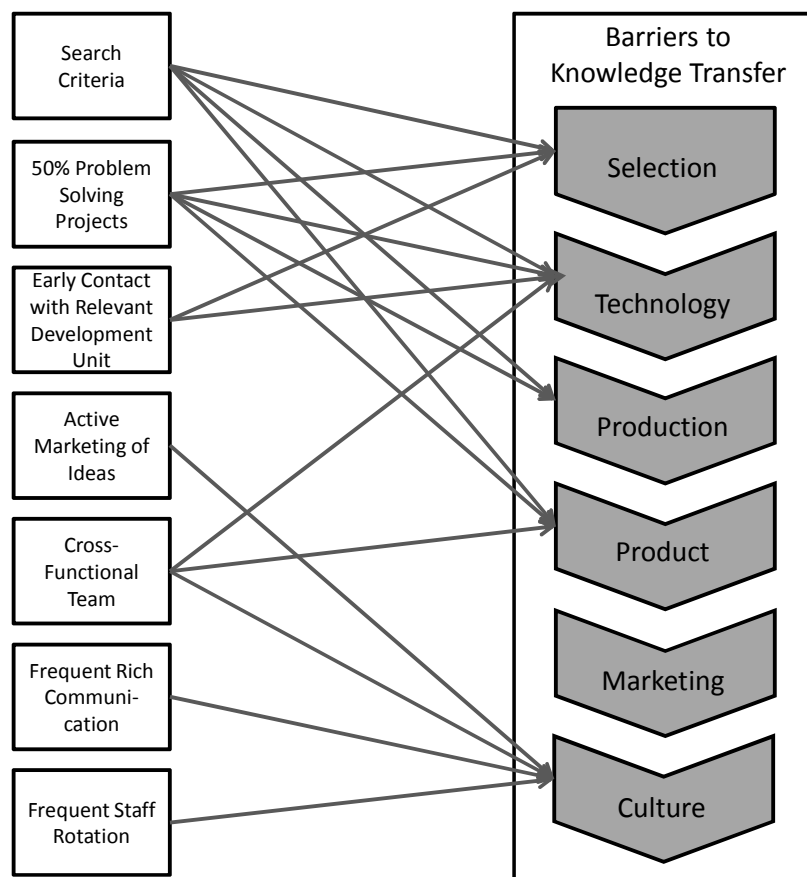 Search
Criteria
50% Problem
Solving
Projects
Early Contact
with Relevant
Development
Unit
Active
Marketing of
Ideas
Cross-
Functional
Team
Frequent Rich
Communi-
cation
Frequent Staff
Rotation
Barriers to
Knowledge Transfer
Selection
Technology
Production
Product
Marketing
Culture